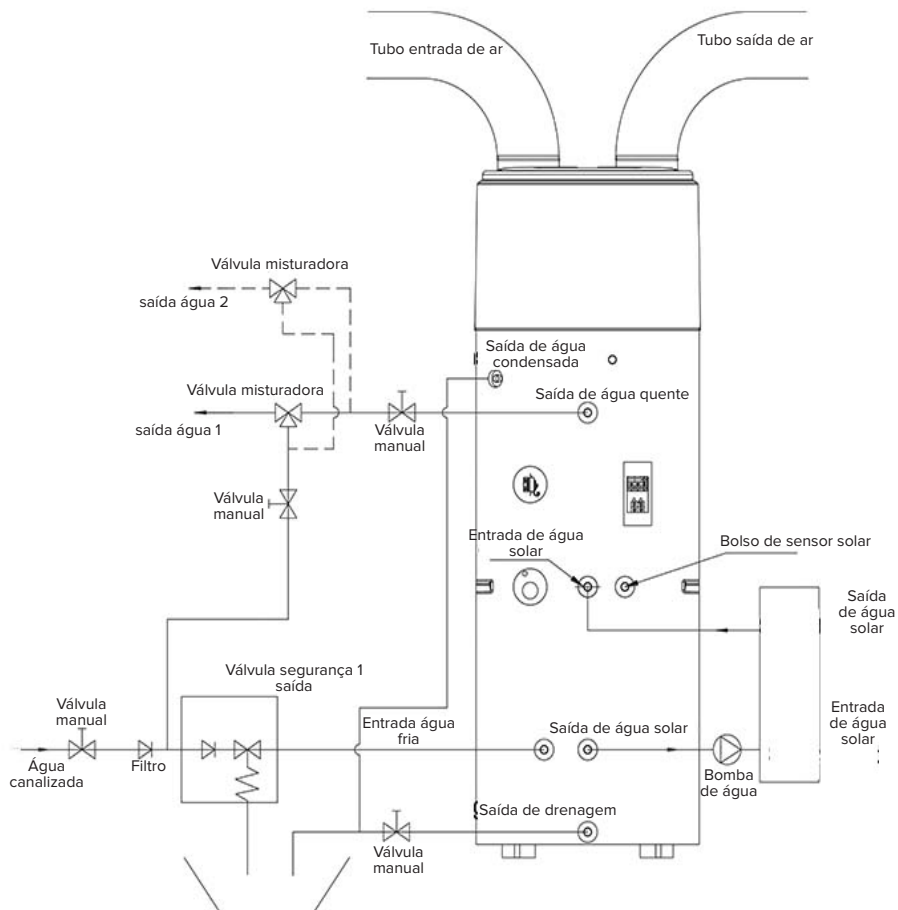 Tubo entrada de ar
Tubo saída de ar
Válvula misturadora
saída água 2
Saída de água
condensada
Válvula misturadora
Saída de água quente
saída água 1
Válvula
manual
Válvula
manual
Entrada de água
solar
Bolso de sensor solar
Saída
de água
solar
Válvula segurança 1
saída
Válvula
manual
Entrada água
fria
Saída de água solar
Entrada
de água
solar
Água
canalizada
Filtro
Bomba
de água
Saída de drenagem
Válvula
manual